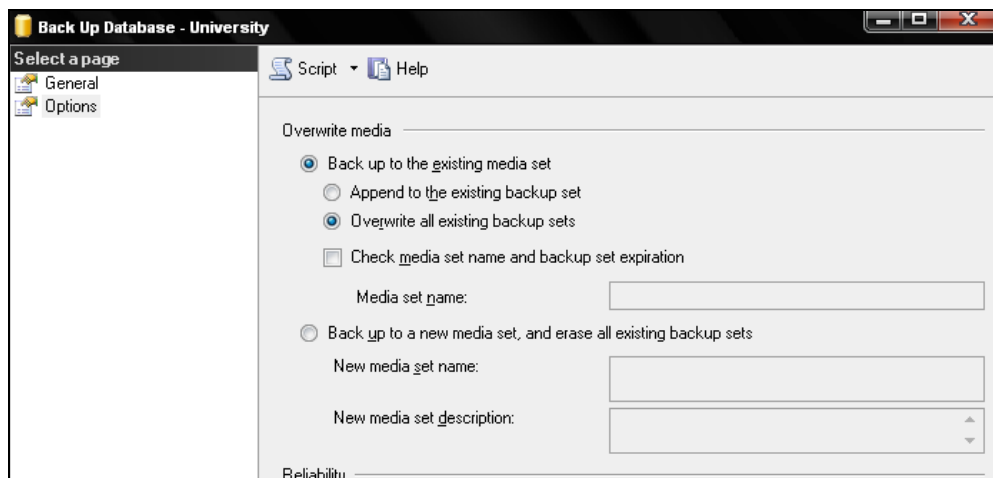 Back Up Database - University
Select a page
General
Options
Script Help
Overwrite media
Back up to the existing media set
Append to the existing backup set
Overwrite all existing backup sets
Check media set name and backup set expiration
Media set name:
Back up to a new media set, and erase all existing backup sets
New media set name:
New media set description:
Reliability